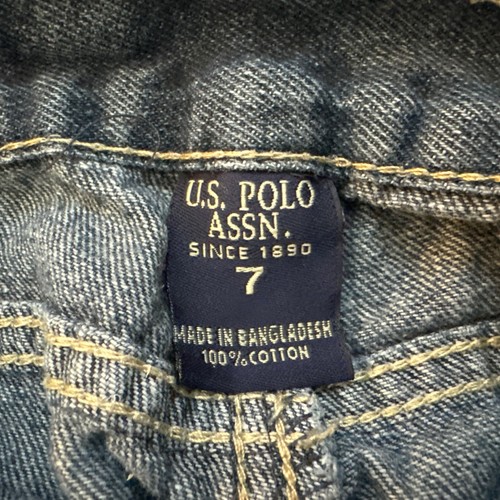 U.S. POLO
ASSN.
SINCE 1890
7
MADE IN BANGLADESH
100% COTTON